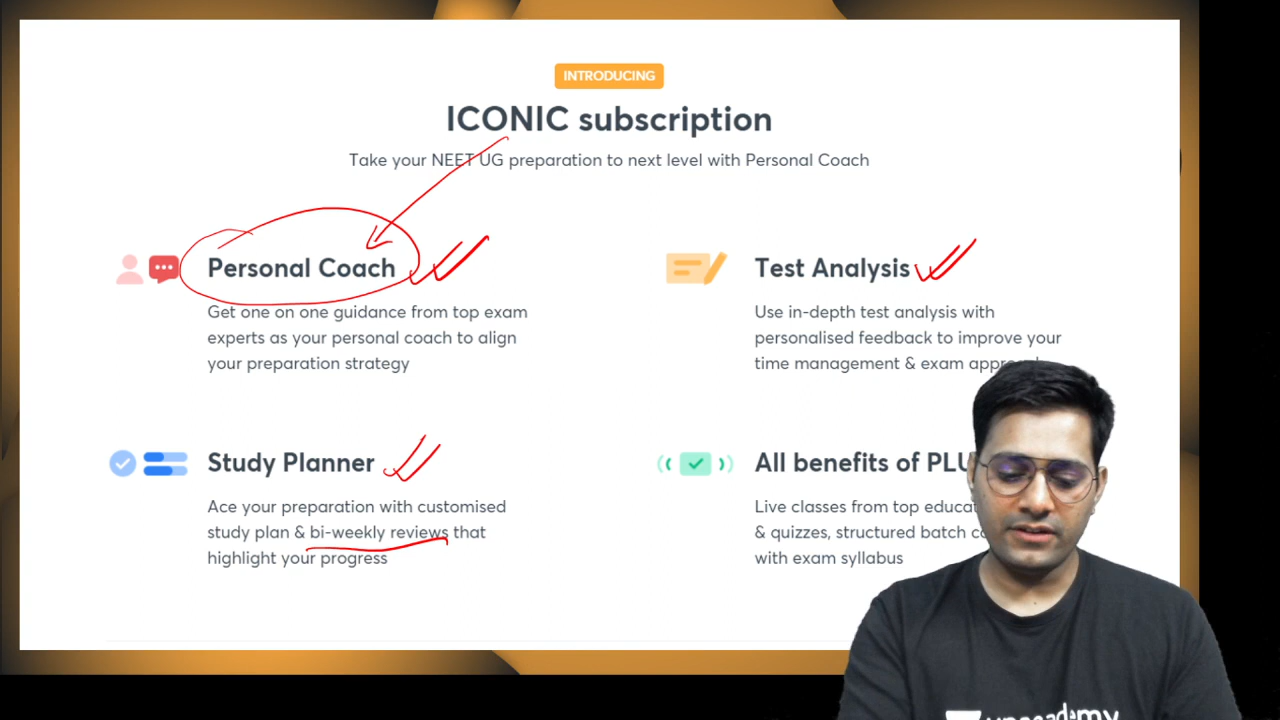 INTRODUCING
ICONIC subscription
Take your NEET UG preparation to next level with Personal Coach
Personal Coach
Get one on one guidance from top exam
experts as your personal coach to align
your preparation strategy
Test Analysis
Use in-depth test analysis with
personalised feedback to improve your
time management & exam
Study Planner
Ace your preparation with customised
study plan & bi-weekly reviews that
highlight your progress
All benefits of
Live classes from top
& quizzes, structured batch
with exam syllabus